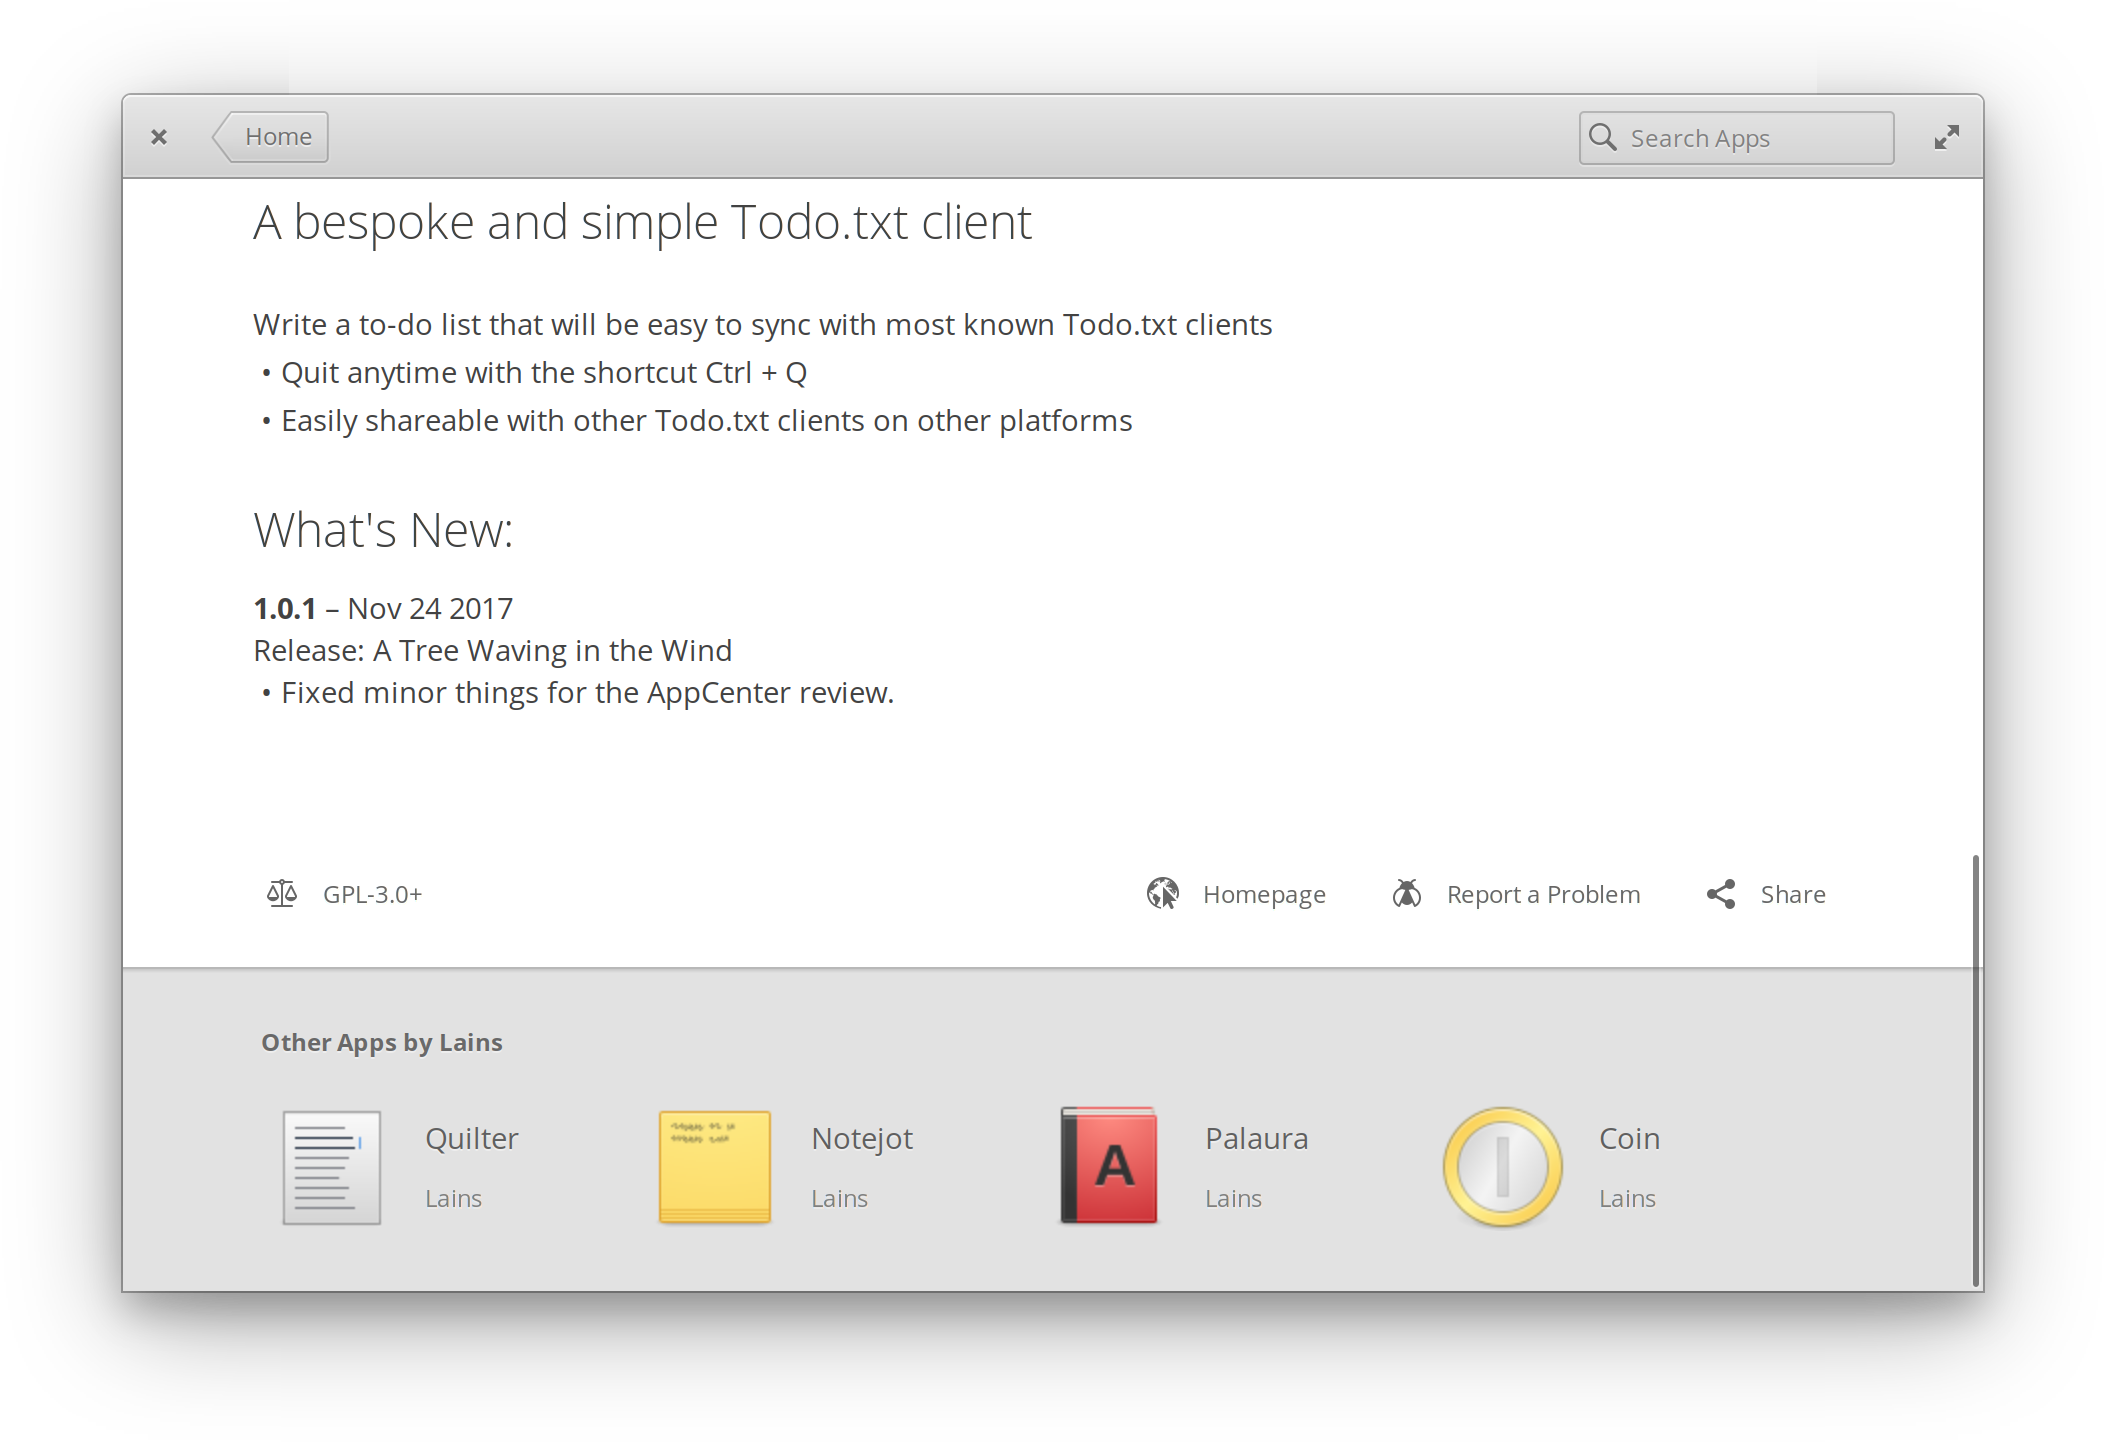 Home
Search Apps
A bespoke and simple Todo.txt client
Write a to-do list that will be easy to sync with most known Todo.txt clients
• Quit anytime with the shortcut Ctrl + Q
• Easily shareable with other Todo.txt clients on other platforms
What's New:
1.0.1 – Nov 24 2017
Release: A Tree Waving in the Wind
• Fixed minor things for the AppCenter review.
GPL-3.0+
Homepage
Report a Problem
Share
Other Apps by Lains
Quilter
Lains
Notejot
Lains
A
Palaura
Lains
Coin
Lains